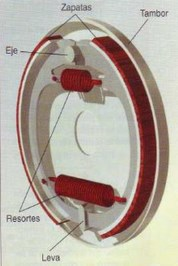 Zapatas
Tambor
Eje
Resortes
Leva